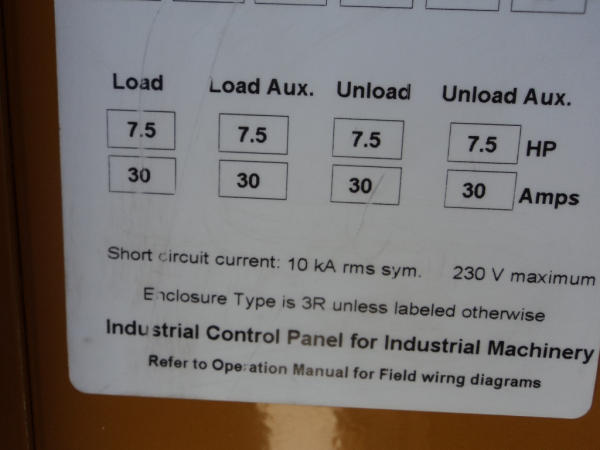 Load Load Aux. Unload Unload Aux.
7.5 7.5 7.5 7.5 HP
30 30 30 30 Amps
Short circuit current: 10 kA rms sym. 230 V maximum
Enclosure Type is 3R unless labeled otherwise
Industrial Control Panel for Industrial Machinery
Refer to Operation Manual for Field wirng diagrams